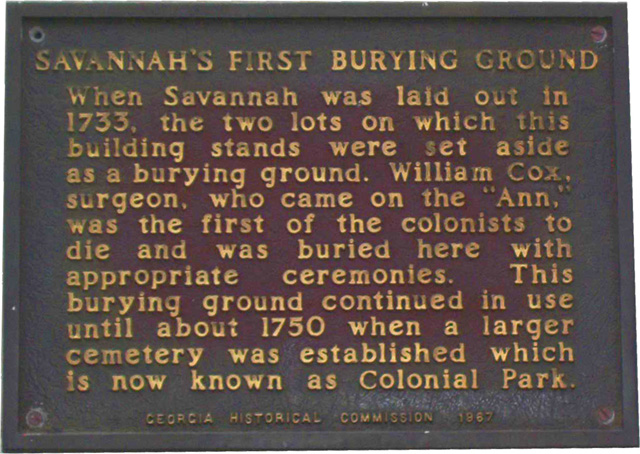 SAVANNAH'S FIRST BURYING GROUND
When Savannah was laid out in
1733, the two lots on which this
building stands were set aside
as a burying ground. William Cox,
surgeon, who came on the "Ann,"
was the first of the colonists to
die and was buried here with
appropriate ceremonies. This
burying ground continued in use
until about 1750 when a larger
cemetery was established which
is now known as Colonial Park.
GEORGIA HISTORICAL COMMISSION 1967